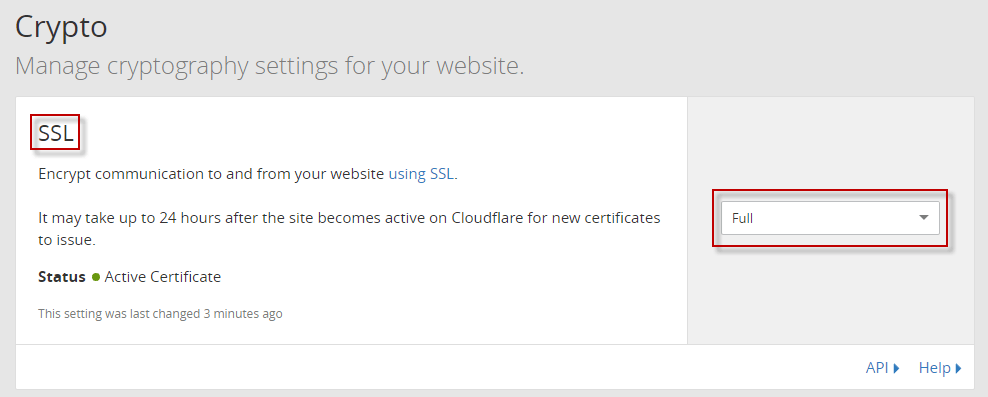 Crypto
Manage cryptography settings for your website.
SSL
Encrypt communication to and from your website using SSL.
It may take up to 24 hours after the site becomes active on Cloudflare for new certificates
to issue.
Status Active Certificate
This setting was last changed 3 minutes ago
Full
API Help